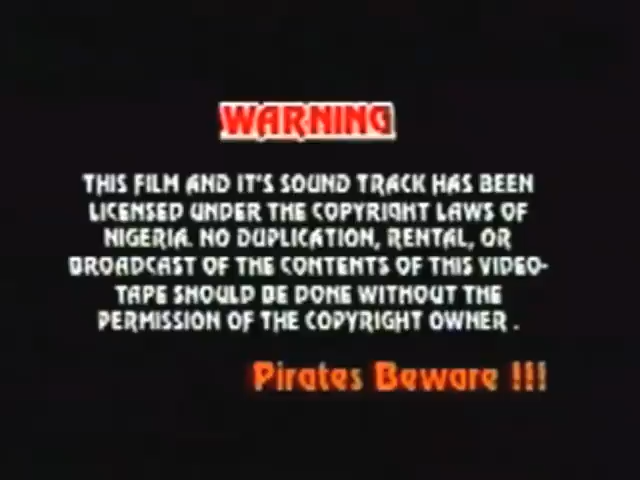 WARNING
THIS FILM AND IT'S SOUND TRACK HAS BEEN
LICENSED UNDER THE COPYRIGHT LAWS OF
NIGERIA. NO DUPLICATION, RENTAL, OR
BROADCAST OF THE CONTENTS OF THIS VIDEO-
TAPE SHOULD BE DONE WITHOUT THE
PERMISSION OF THE COPYRIGHT OWNER .
Pirates Beware !!!